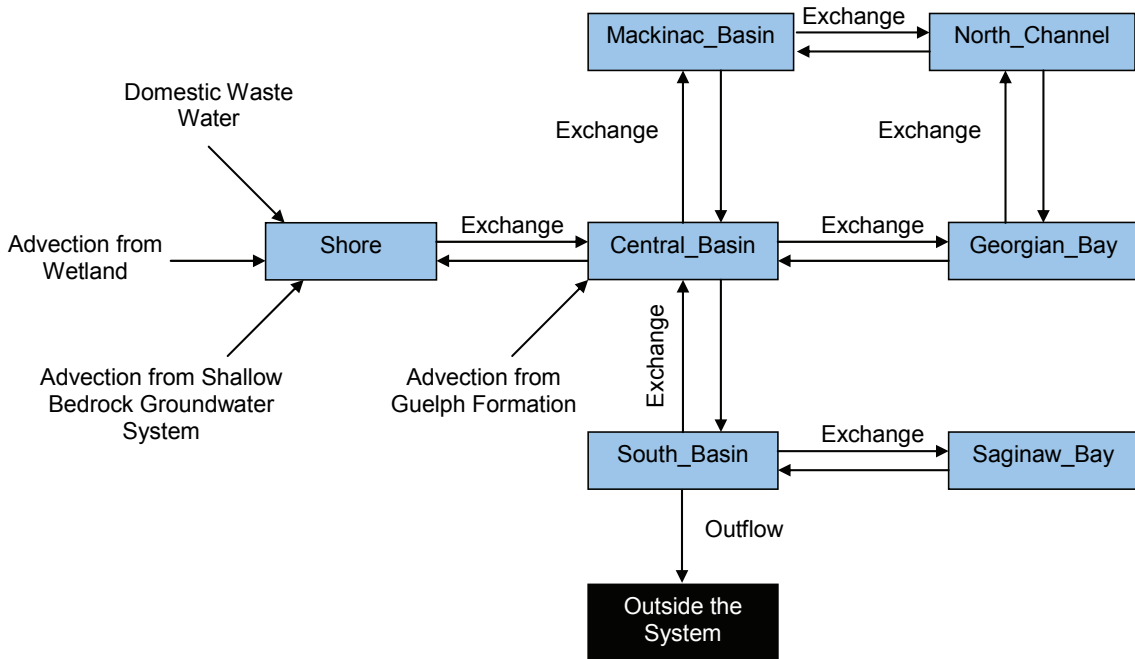 Exchange
Mackinac_Basin
North_Channel
Domestic Waste
Water
Exchange
Exchange
Advection from
Wetland
Shore
Exchange
Central_Basin
Exchange
Georgian_Bay
Advection from Shallow
Bedrock Groundwater
System
Advection from
Guelph Formation
Exchange
South_Basin
Exchange
Saginaw_Bay
Outflow
Outside the
System